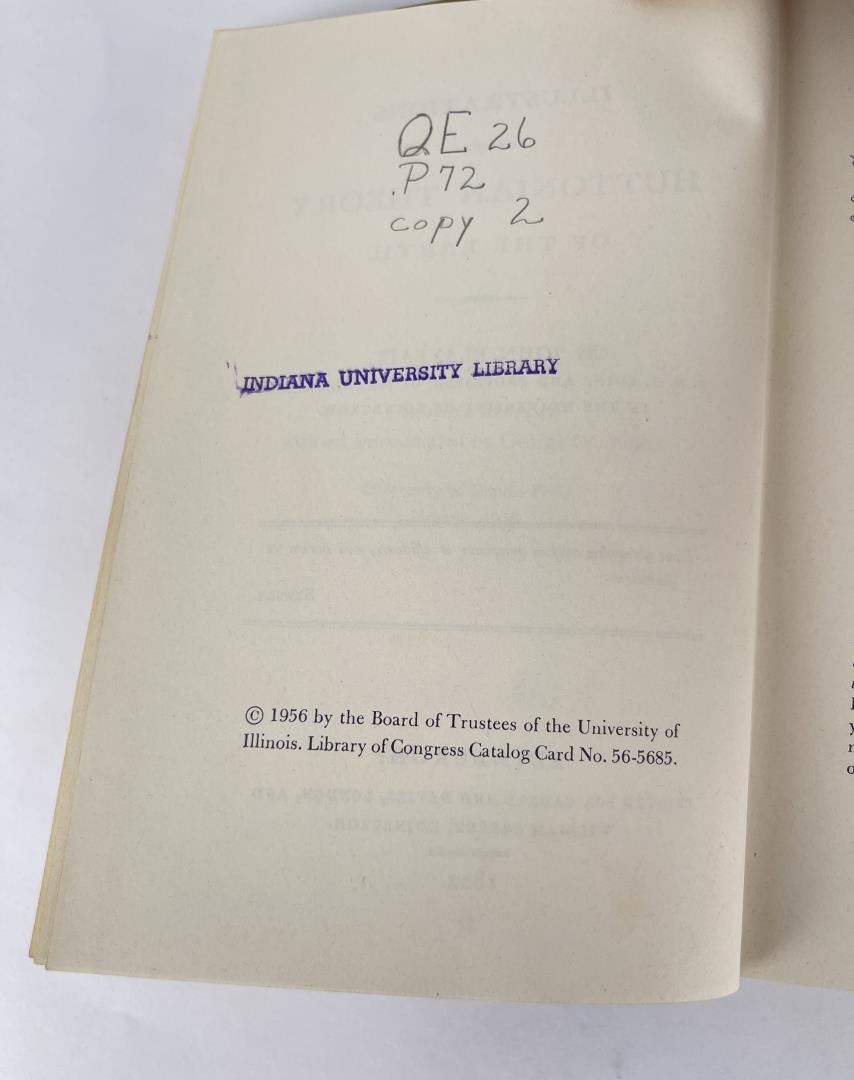 QE 26
P72
copy 2
INDIANA UNIVERSITY LIBRARY
© 1956 by the Board of Trustees of the University of
Illinois. Library of Congress Catalog Card No. 56-5685.